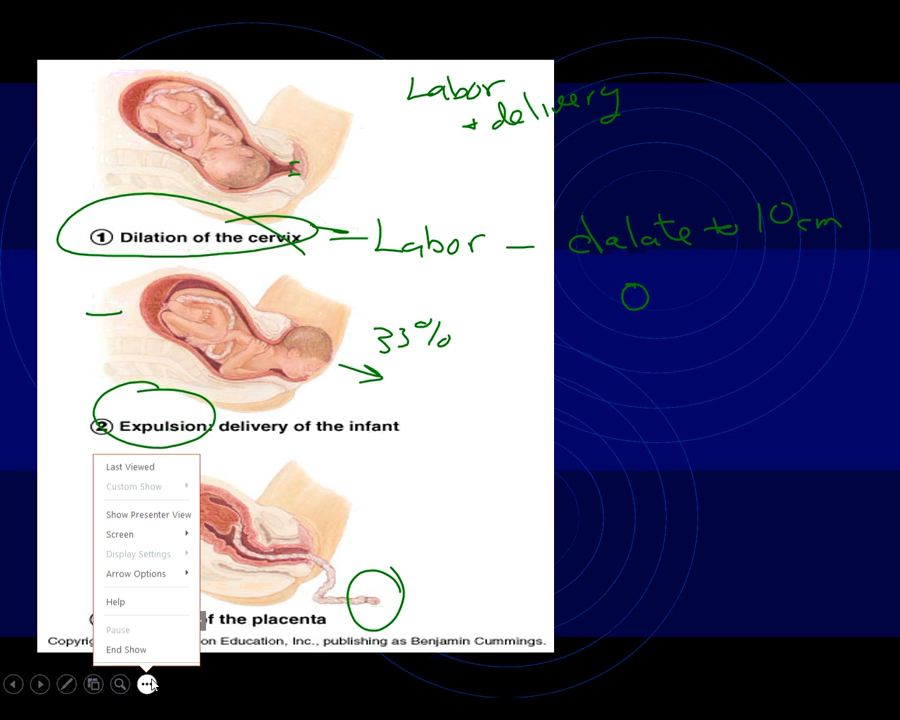 Labor
+ delivery
① Dilation of the cervix
= Labor - dalate to 10cm
33%
② Expulsion: delivery of the infant
Last Viewed
Custom Show
Show Presenter View
Screen
Display Settings
Arrow Options
Help
Pause
End Show
of the placenta
Copyri on Education, Inc., publishing as Benjamin Cummings.